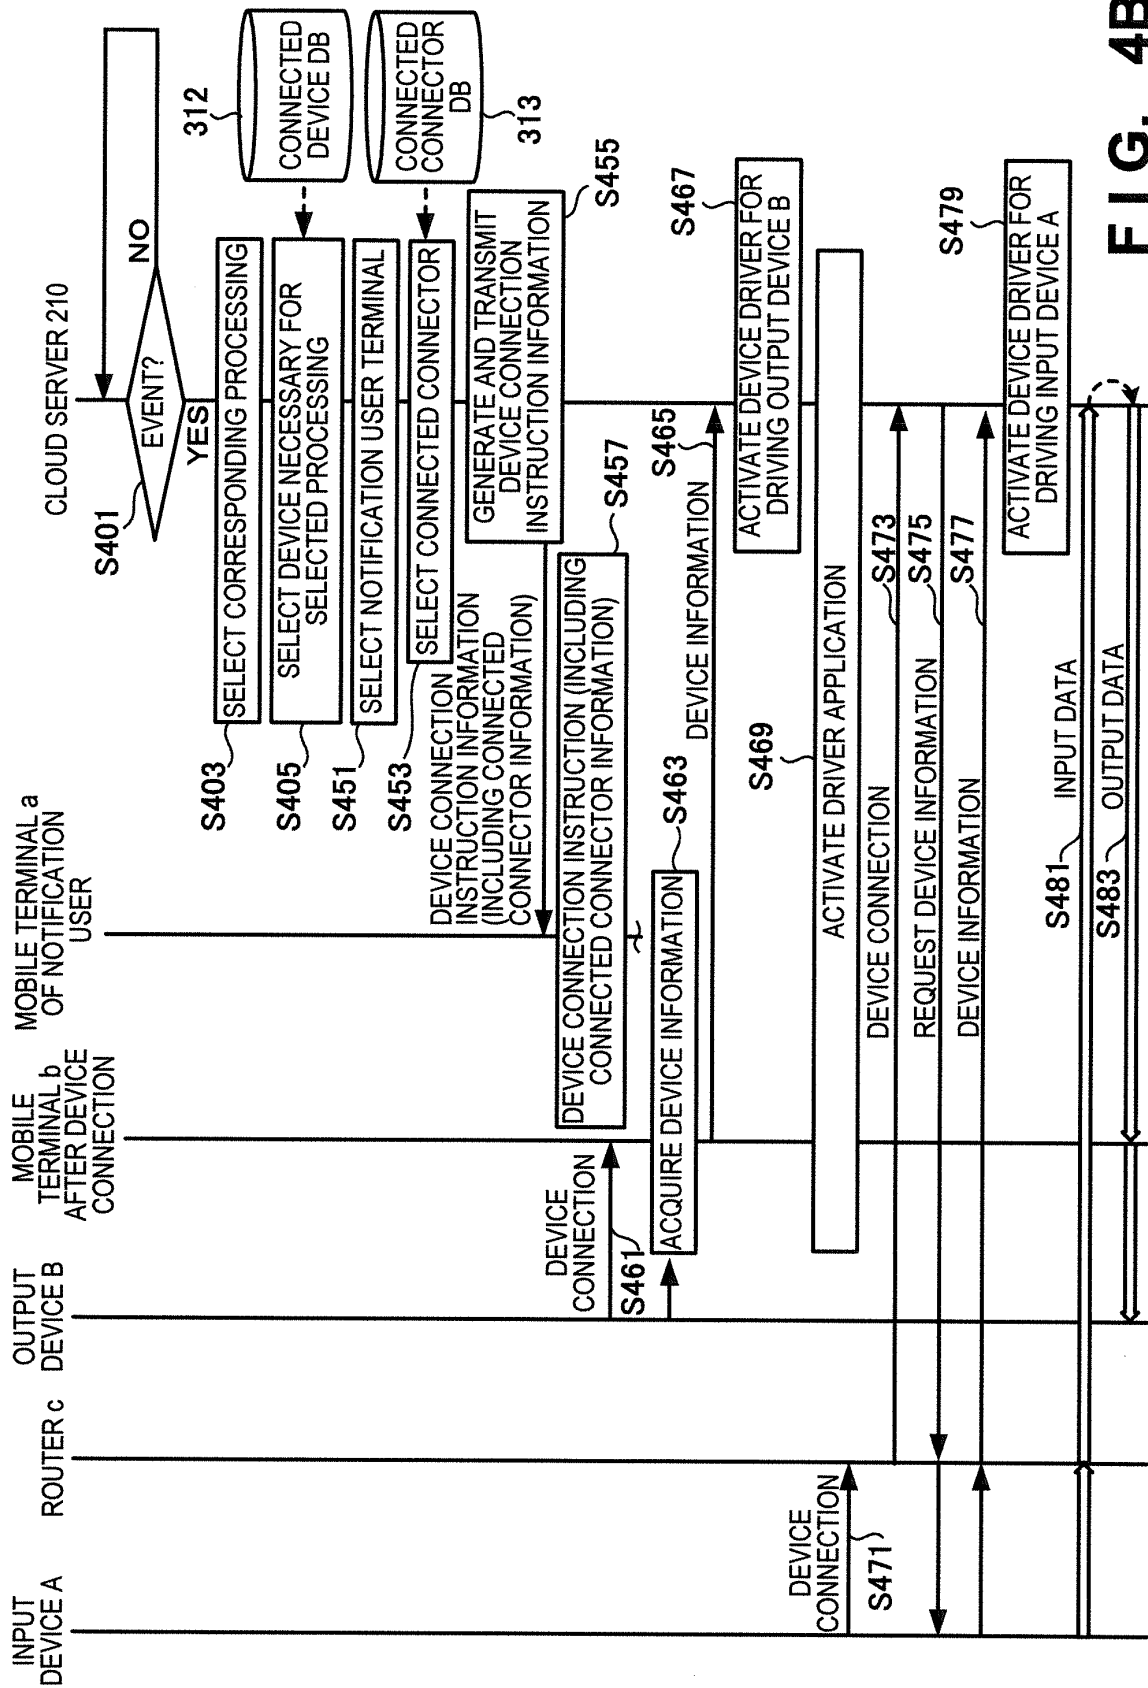 INPUT
DEVICE A
ROUTER c
OUTPUT
DEVICE B
MOBILE
TERMINAL b
AFTER DEVICE
CONNECTION
MOBILE TERMINAL a
OF NOTIFICATION
USER
CLOUD SERVER 210
EVENT?
NO
YES
S401
SELECT CORRESPONDING PROCESSING
S403
312
CONNECTED
DEVICE DB
SELECT DEVICE NECESSARY FOR
SELECTED PROCESSING
S405
SELECT NOTIFICATION USER TERMINAL
S451
CONNECTED
CONNECTOR
DB
313
SELECT CONNECTED CONNECTOR
S453
GENERATE AND TRANSMIT
DEVICE CONNECTION
INSTRUCTION INFORMATION
S455
DEVICE CONNECTION
INSTRUCTION INFORMATION
(INCLUDING CONNECTED
CONNECTOR INFORMATION)
DEVICE CONNECTION INSTRUCTION (INCLUDING
CONNECTED CONNECTOR INFORMATION)
S457
DEVICE
CONNECTION
S461
ACQUIRE DEVICE INFORMATION
S463
DEVICE INFORMATION
S465
ACTIVATE DEVICE DRIVER FOR
DRIVING OUTPUT DEVICE B
S467
S469
ACTIVATE DRIVER APPLICATION
DEVICE
CONNECTION
S471
DEVICE CONNECTION
S473
REQUEST DEVICE INFORMATION
S475
DEVICE INFORMATION
S477
ACTIVATE DEVICE DRIVER FOR
DRIVING INPUT DEVICE A
S479
S481
INPUT DATA
S483
OUTPUT DATA
FIG. 4B